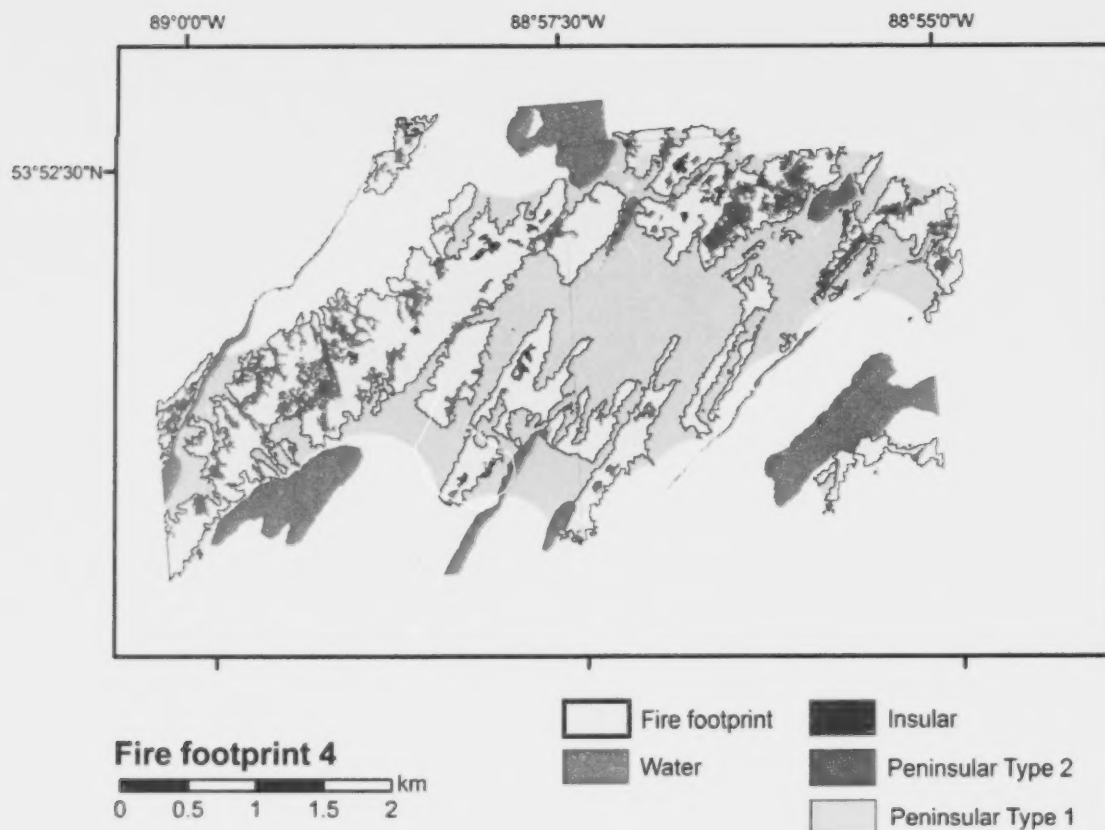 89°0'0"W 88°57'30"W 88°55'0"W
53°52'30"N
Fire footprint Insular
Fire footprint 4
Water Peninsular Type 2
km
0 0.5 1 1.5 2
Peninsular Type 1